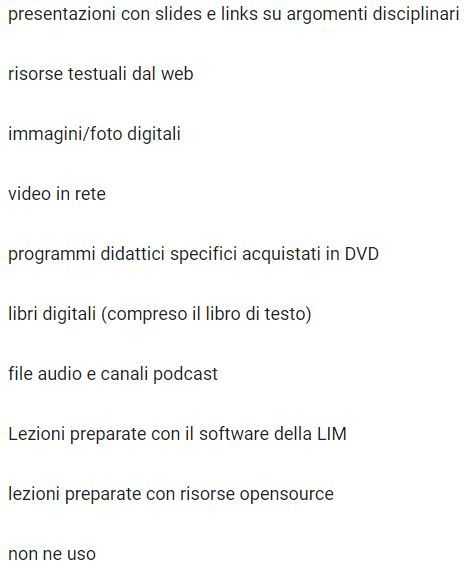 presentazioni con slides e links su argomenti disciplinari
risorse testuali dal web
immagini/foto digitali
video in rete
programmi didattici specifici acquistati in DVD
libri digitali (compreso il libro di testo)
file audio e canali podcast
Lezioni preparate con il software della LIM
lezioni preparate con risorse opensource
non ne uso